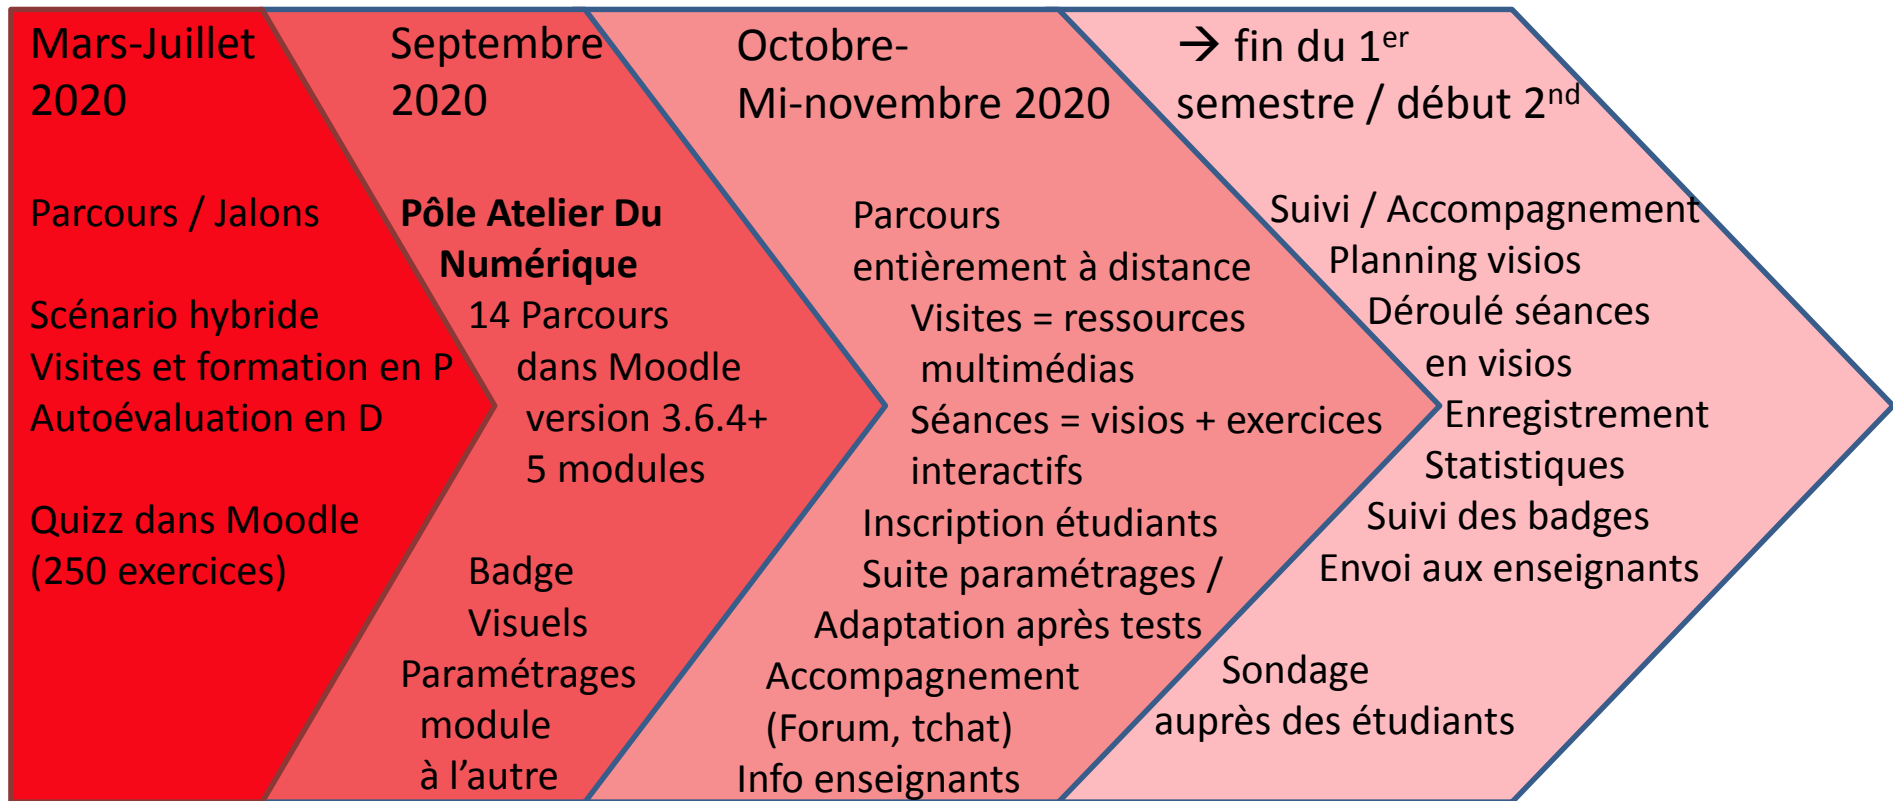 Mars-Juillet
2020
Parcours / Jalons
Scénario hybride
Visites et formation en P
Autoévaluation en D
Quizz dans Moodle
(250 exercices)
Septembre
2020
Pôle Atelier Du
Numérique
14 Parcours
dans Moodle
version 3.6.4+
5 modules
Badge
Visuels
Paramétrages
module
à l’autre
Octobre-
Mi-novembre 2020
Parcours
entièrement à distance
Visites = ressources
multimédias
Séances = visios + exercices
interactifs
Inscription étudiants
Suite paramétrages /
Adaptation après tests
Accompagnement
(Forum, tchat)
Info enseignants
→ fin du 1er
semestre / début 2nd
Suivi / Accompagnement
Planning visios
Déroulé séances
en visios
Enregistrement
Statistiques
Suivi des badges
Envoi aux enseignants
Sondage
auprès des étudiants